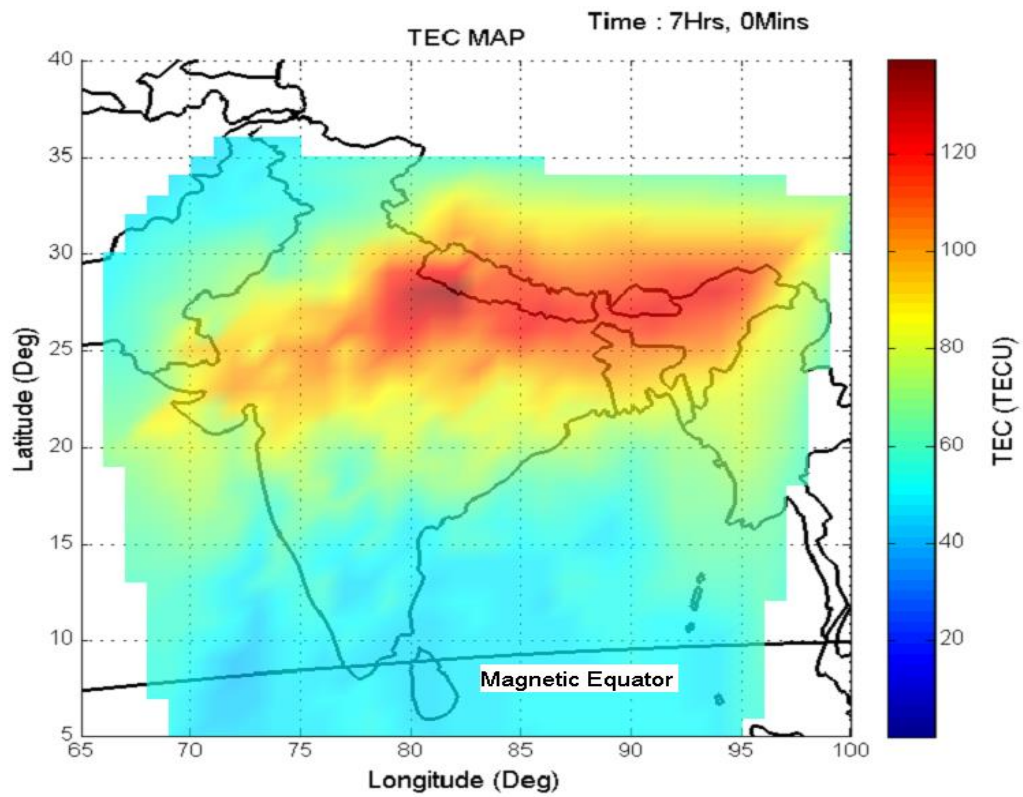 Time : 7Hrs, 0Mins
TEC MAP
40
35
30
25
20
15
10
5
Latitude (Deg)
Magnetic Equator
65 70 75 80 85 90 95 100
Longitude (Deg)
120
100
80
60
40
20
TEC (TECU)